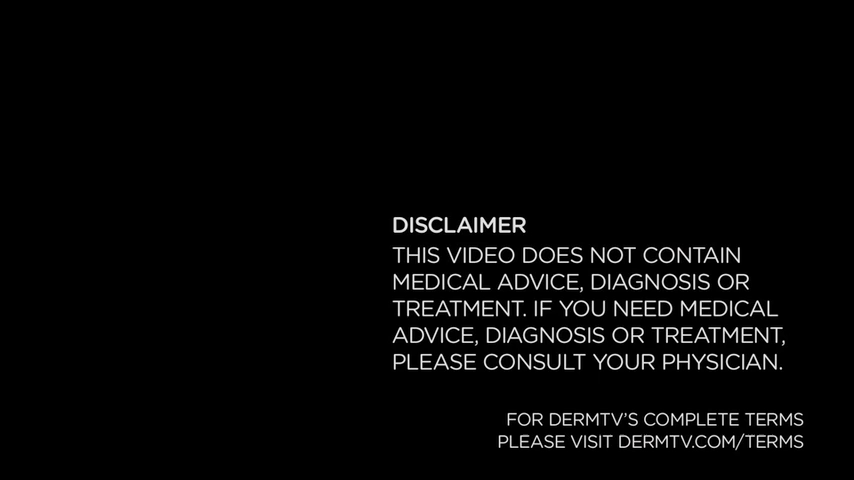 DISCLAIMER
THIS VIDEO DOES NOT CONTAIN
MEDICAL ADVICE, DIAGNOSIS OR
TREATMENT. IF YOU NEED MEDICAL
ADVICE, DIAGNOSIS OR TREATMENT,
PLEASE CONSULT YOUR PHYSICIAN.
FOR DERMTV'S COMPLETE TERMS
PLEASE VISIT DERMTV.COM/TERMS